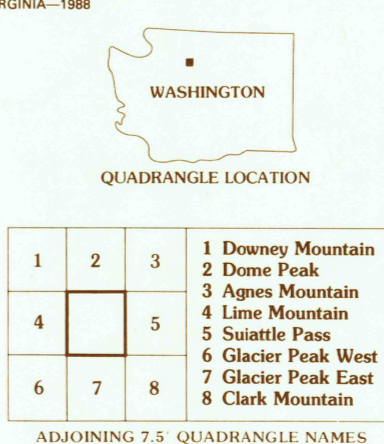 RGINIA—1988
WASHINGTON
QUADRANGLE LOCATION
1 2 3
4 5
6 7 8
1 Downey Mountain
2 Dome Peak
3 Agnes Mountain
4 Lime Mountain
5 Suiattle Pass
6 Glacier Peak West
7 Glacier Peak East
8 Clark Mountain
ADJOINING 7.5' QUADRANGLE NAMES